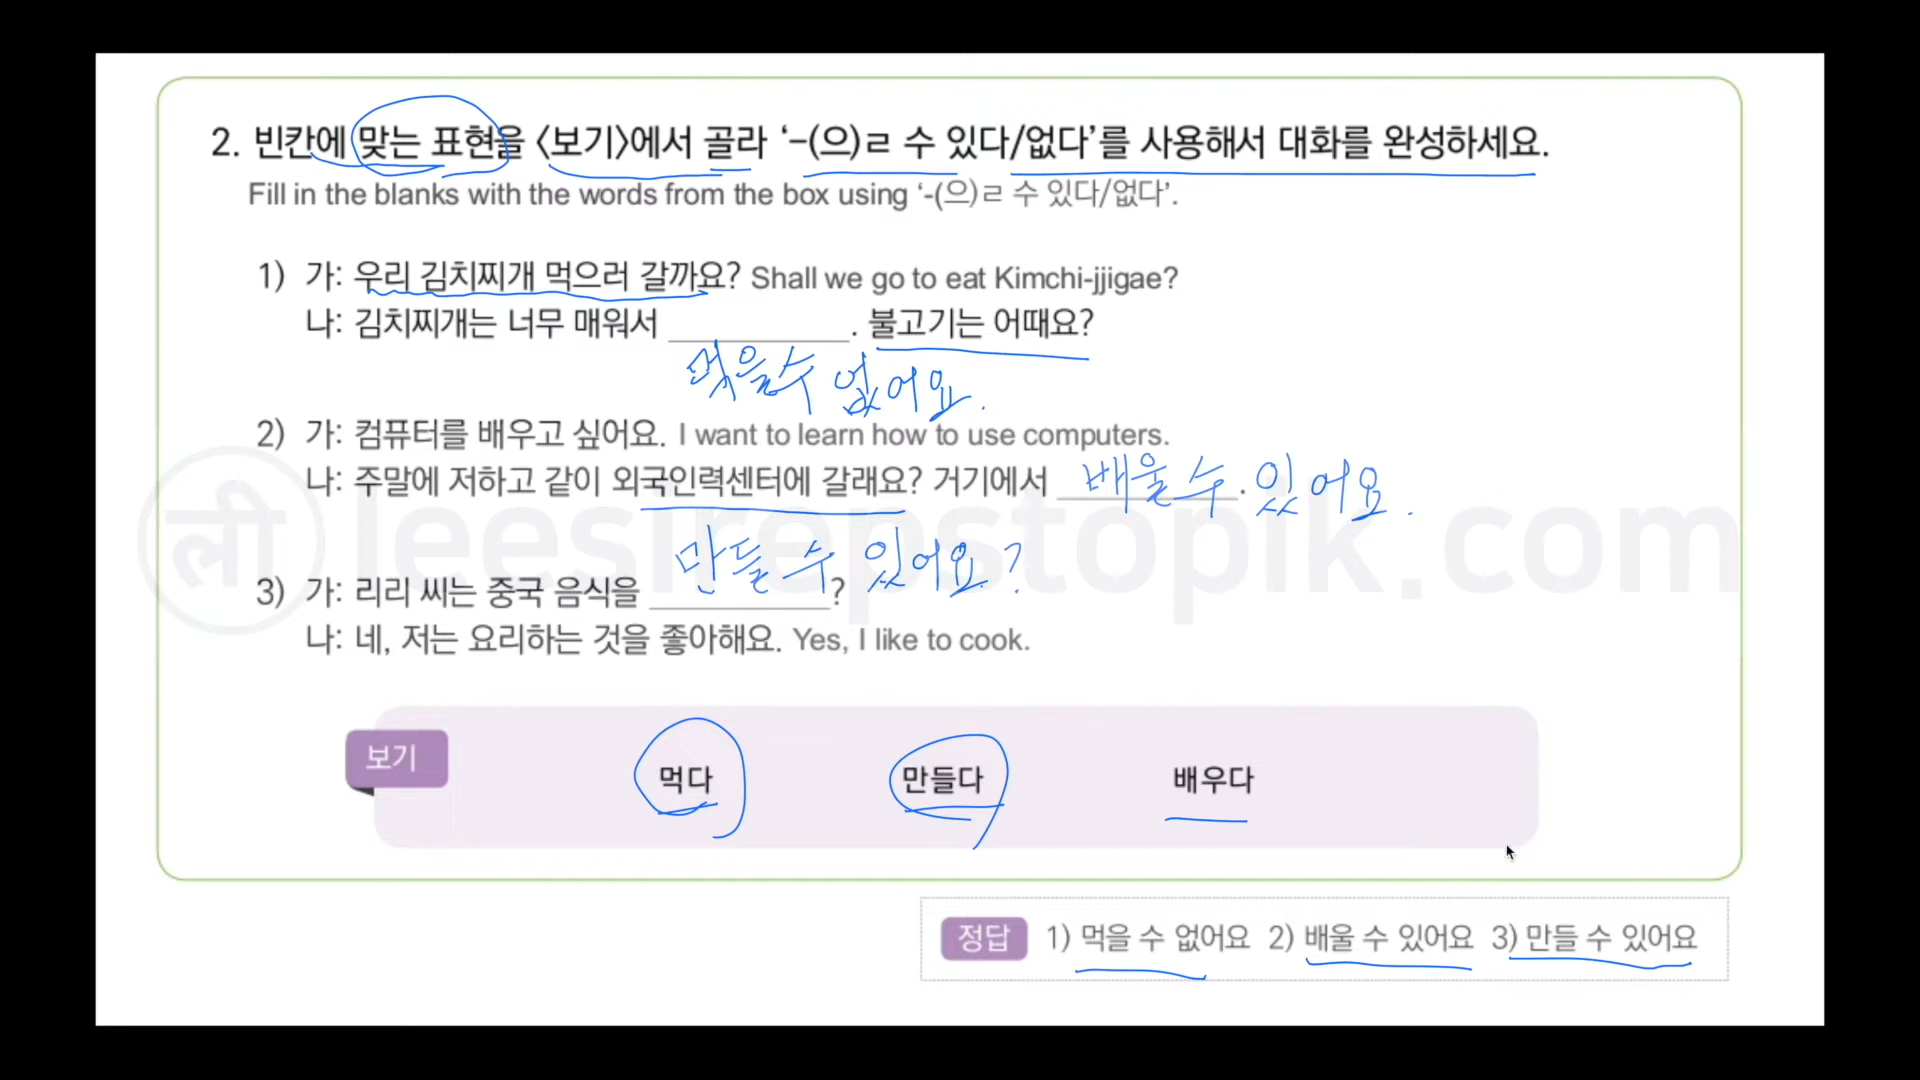 2. 빈칸에 맞는 표현을 〈보기〉에서 골라 ‘-(으)ㄹ 수 있다/없다’를 사용해서 대화를 완성하세요.
Fill in the blanks with the words from the box using ‘-(으)ㄹ 수 있다/없다’.
1) 가: 우리 김치찌개 먹으러 갈까요? Shall we go to eat Kimchi-jjigae?
나: 김치찌개는 너무 매워서 ____________. 불고기는 어때요?
먹을수 없어요.
2) 가: 컴퓨터를 배우고 싶어요. I want to learn how to use computers.
나: 주말에 저하고 같이 외국인력센터에 갈래요? 거기에서 ____________. 배울 수 있어요.
ली leesirepstopik.com
만들 수 있어요?
3) 가: 리리 씨는 중국 음식을 ____________?
나: 네, 저는 요리하는 것을 좋아해요. Yes, I like to cook.
보기 먹다 만들다 배우다
정답 1) 먹을 수 없어요 2) 배울 수 있어요 3) 만들 수 있어요